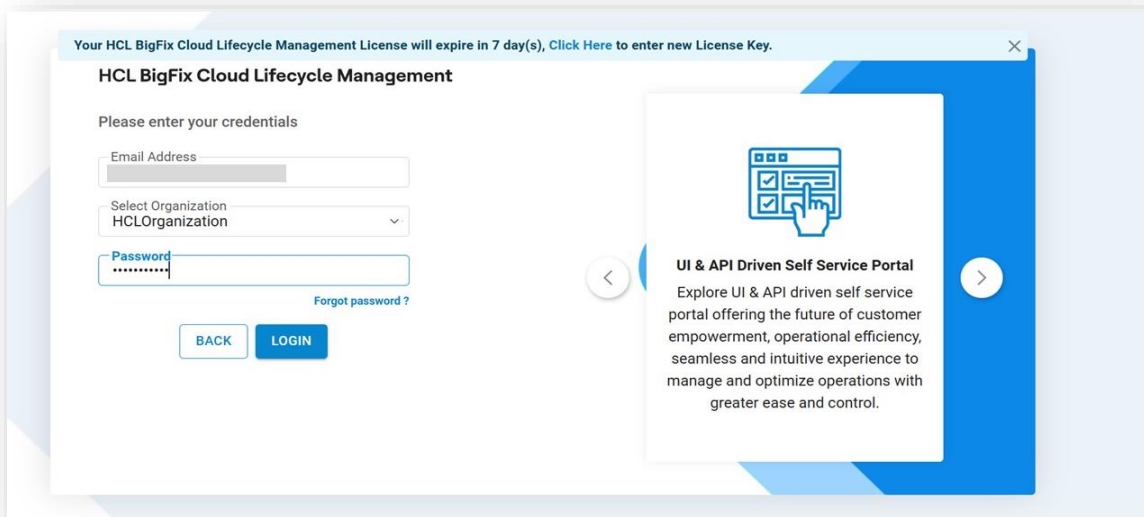 Your HCL BigFix Cloud Lifecycle Management License will expire in 7 day(s), Click Here to enter new License Key.
HCL BigFix Cloud Lifecycle Management
Please enter your credentials
Email Address
Select Organization
HCLOrganization
Password
•••••••••••
Forgot password ?
BACK
LOGIN
UI & API Driven Self Service Portal
Explore UI & API driven self service
portal offering the future of customer
empowerment, operational efficiency,
seamless and intuitive experience to
manage and optimize operations with
greater ease and control.